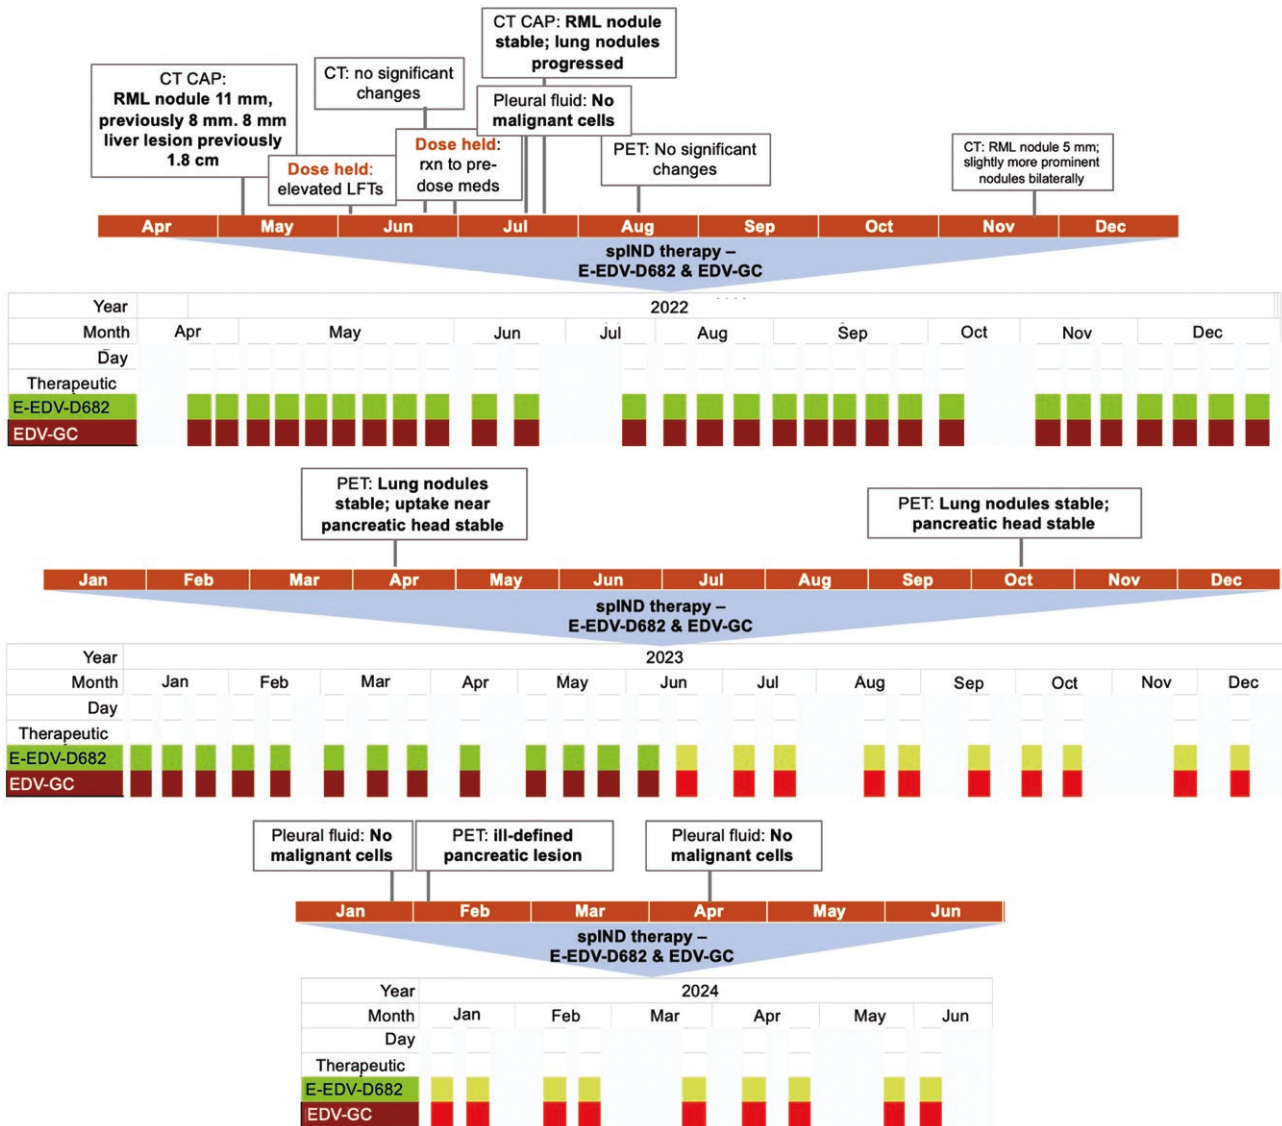 CT CAP: RML nodule
stable; lung nodules
progressed
CT CAP:
RML nodule 11 mm,
previously 8 mm. 8 mm
liver lesion previously
1.8 cm
CT: no significant
changes
Pleural fluid: No
malignant cells
Dose held:
elevated LFTs
Dose held:
rxn to pre-
dose meds
PET: No significant
changes
CT: RML nodule 5 mm;
slightly more prominent
nodules bilaterally
Apr May Jun Jul Aug Sep Oct Nov Dec
spIND therapy –
E-EDV-D682 & EDV-GC
Year 2022
Month Apr May Jun Jul Aug Sep Oct Nov Dec
Day
Therapeutic
E-EDV-D682
EDV-GC
PET: Lung nodules
stable; uptake near
pancreatic head stable
PET: Lung nodules stable;
pancreatic head stable
Jan Feb Mar Apr May Jun Jul Aug Sep Oct Nov Dec
spIND therapy –
E-EDV-D682 & EDV-GC
Year 2023
Month Jan Feb Mar Apr May Jun Jul Aug Sep Oct Nov Dec
Day
Therapeutic
E-EDV-D682
EDV-GC
Pleural fluid: No
malignant cells
PET: ill-defined
pancreatic lesion
Pleural fluid: No
malignant cells
Jan Feb Mar Apr May Jun
spIND therapy –
E-EDV-D682 & EDV-GC
Year 2024
Month Jan Feb Mar Apr May Jun
Day
Therapeutic
E-EDV-D682
EDV-GC